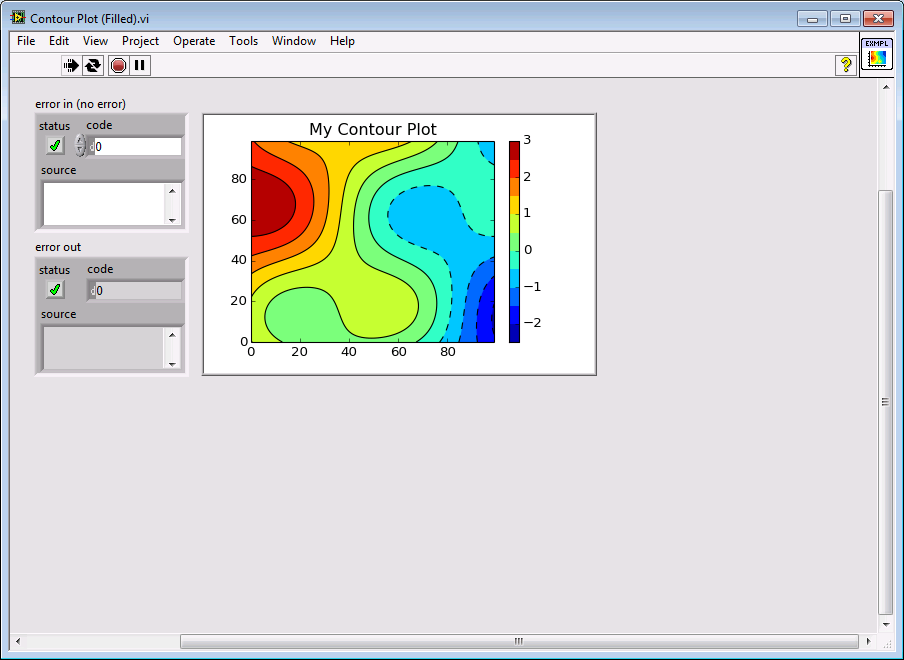 Contour Plot (Filled).vi
File Edit View Project Operate Tools Window Help
?
EXMPL
error in (no error)
status code
d 0
source
error out
status code
d 0
source
My Contour Plot
80
60
40
20
0
0 20 40 60 80
3
2
1
0
−1
−2